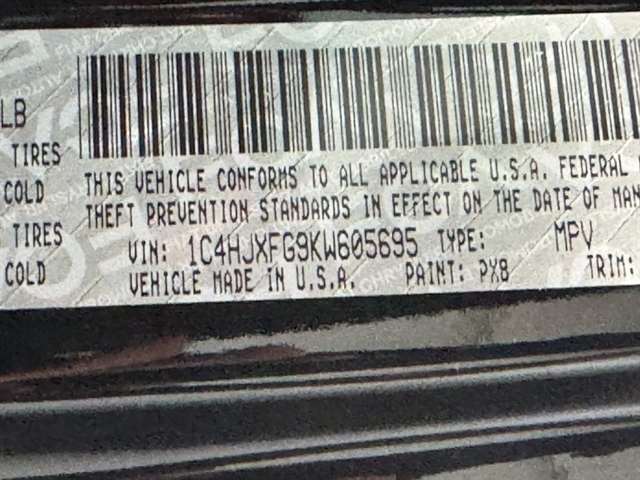 LB
TIRES
COLD
THIS VEHICLE CONFORMS TO ALL APPLICABLE U.S.A. FEDERAL
THEFT PREVENTION STANDARDS IN EFFECT ON THE DATE OF MAN
TIRES
VIN: 1C4HJXFG9KW605695 TYPE: MPV
COLD
VEHICLE MADE IN U.S.A. PAINT: PX8 TRIM: